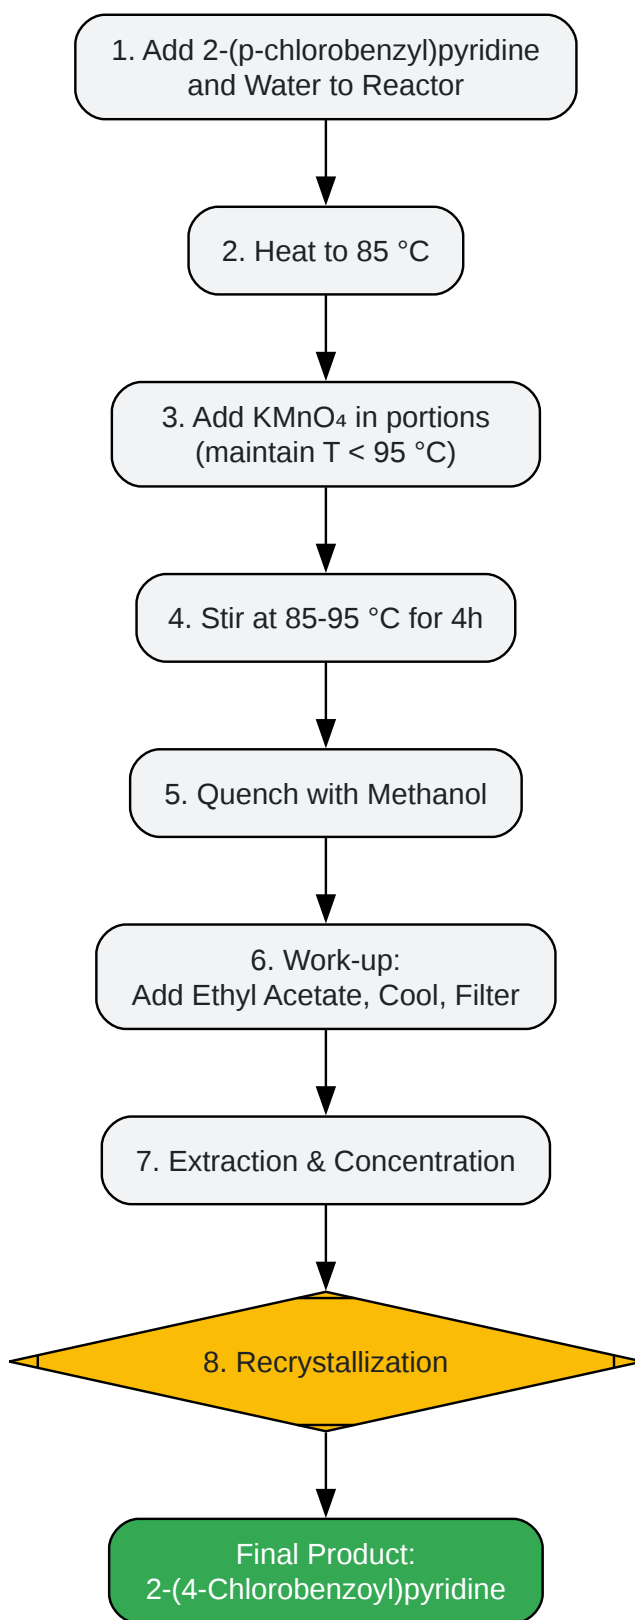 1. Add 2-(p-chlorobenzyl)pyridine
and Water to Reactor
2. Heat to 85 °C
3. Add KMnO₄ in portions
(maintain T < 95 °C)
4. Stir at 85-95 °C for 4h
5. Quench with Methanol
6. Work-up:
Add Ethyl Acetate, Cool, Filter
7. Extraction & Concentration
8. Recrystallization
Final Product:
2-(4-Chlorobenzoyl)pyridine